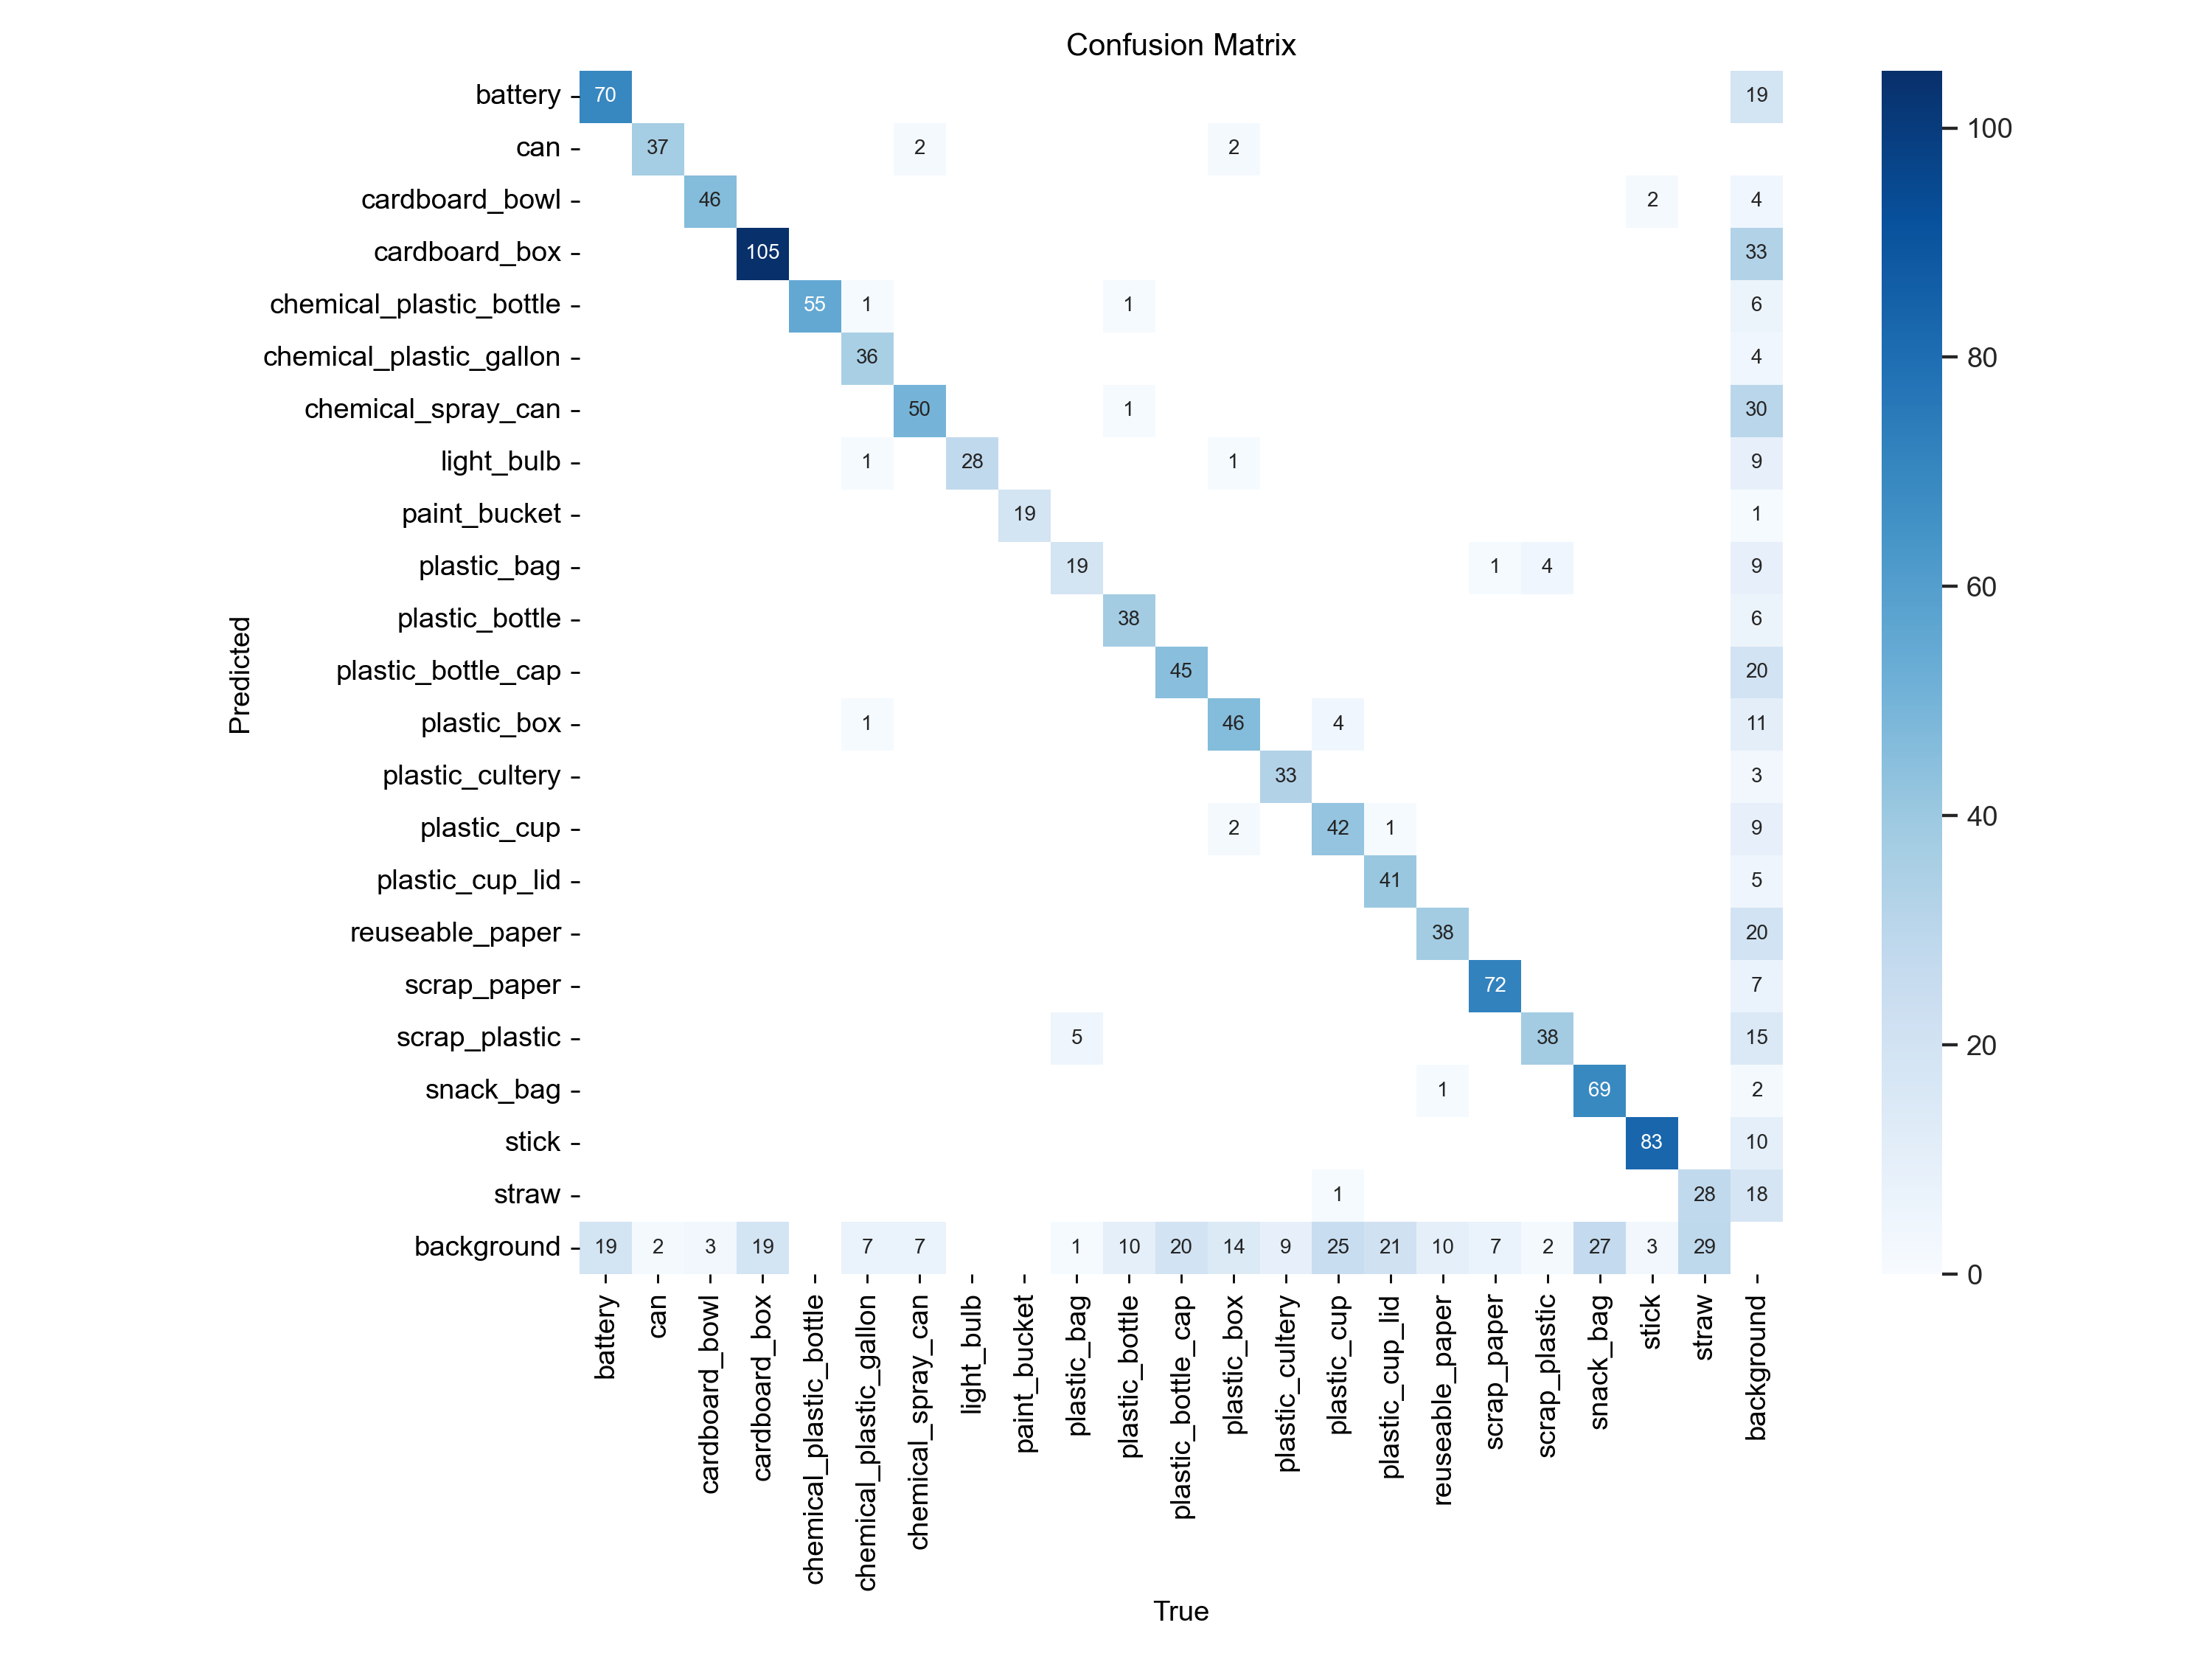 Confusion Matrix
battery 70 19
can 37 2 2
100
cardboard_bowl 46 2 4
cardboard_box 105 33
chemical_plastic_bottle 55 1 1 6
chemical_plastic_gallon 36 4
80
chemical_spray_can 50 1 30
light_bulb 28 1 1 9
paint_bucket 19 1
plastic_bag 19 1 4 9
60
plastic_bottle 38 6
Predicted
plastic_bottle_cap 45 20
plastic_box 1 46 4 11
plastic_cultery 33 3
plastic_cup 2 42 1 9
40
plastic_cup_lid 41 5
reuseable_paper 38 20
scrap_paper 72 7
scrap_plastic 5 38 15
20
snack_bag 1 69 2
stick 83 10
straw 1 28 18
background 19 2 3 19 7 7 1 10 20 14 9 25 21 10 7 2 27 3 29
0
battery
can
cardboard_bowl
cardboard_box
chemical_plastic_bottle
chemical_plastic_gallon
chemical_spray_can
light_bulb
paint_bucket
plastic_bag
plastic_bottle
plastic_bottle_cap
plastic_box
plastic_cultery
plastic_cup
plastic_cup_lid
reuseable_paper
scrap_paper
scrap_plastic
snack_bag
stick
straw
background
True